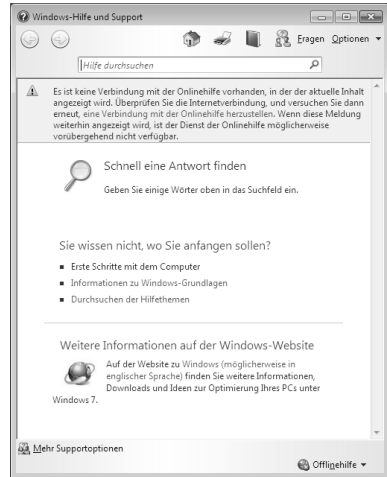 Windows-Hilfe und Support
Fragen Optionen
Hilfe durchsuchen
Es ist keine Verbindung mit der Onlinehilfe vorhanden, in der der aktuelle Inhalt
angezeigt wird. Überprüfen Sie die Internetverbindung, und versuchen Sie dann
erneut, eine Verbindung mit der Onlinehilfe herzustellen. Wenn diese Meldung
weiterhin angezeigt wird, ist der Dienst der Onlinehilfe möglicherweise
vorübergehend nicht verfügbar.
Schnell eine Antwort finden
Geben Sie einige Wörter oben in das Suchfeld ein.
Sie wissen nicht, wo Sie anfangen sollen?
Erste Schritte mit dem Computer
Informationen zu Windows-Grundlagen
Durchsuchen der Hilfethemen
Weitere Informationen auf der Windows-Website
Auf der Website zu Windows (möglicherweise in
englischer Sprache) finden Sie weitere Informationen,
Downloads und Ideen zur Optimierung Ihres PCs unter
Windows 7.
Mehr Supportoptionen
Offlinehilfe